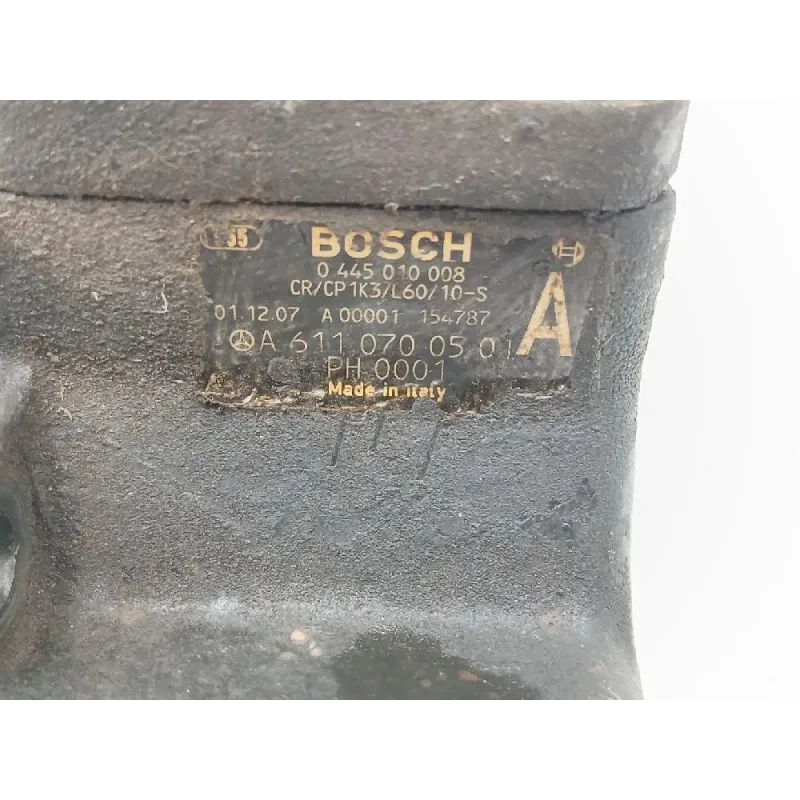 BOSCH
0 445 010 008
CR/CP1K3/L60/10-S
01.12.07 A 00001 154787
A
A 611 070 05 01
PH 0001
Made in Italy